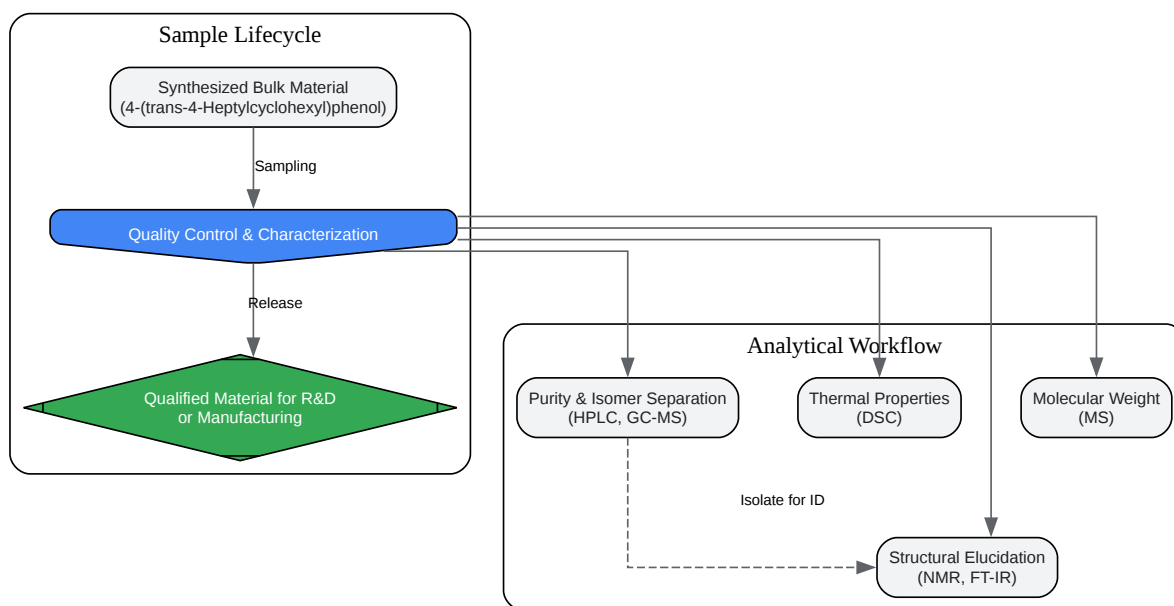 Sample Lifecycle
Synthesized Bulk Material
(4-(trans-4-Heptylcyclohexyl)phenol)
Sampling
Quality Control & Characterization
Release
Qualified Material for R&D
or Manufacturing
Analytical Workflow
Purity & Isomer Separation
(HPLC, GC-MS)
Thermal Properties
(DSC)
Molecular Weight
(MS)
Isolate for ID
Structural Elucidation
(NMR, FT-IR)